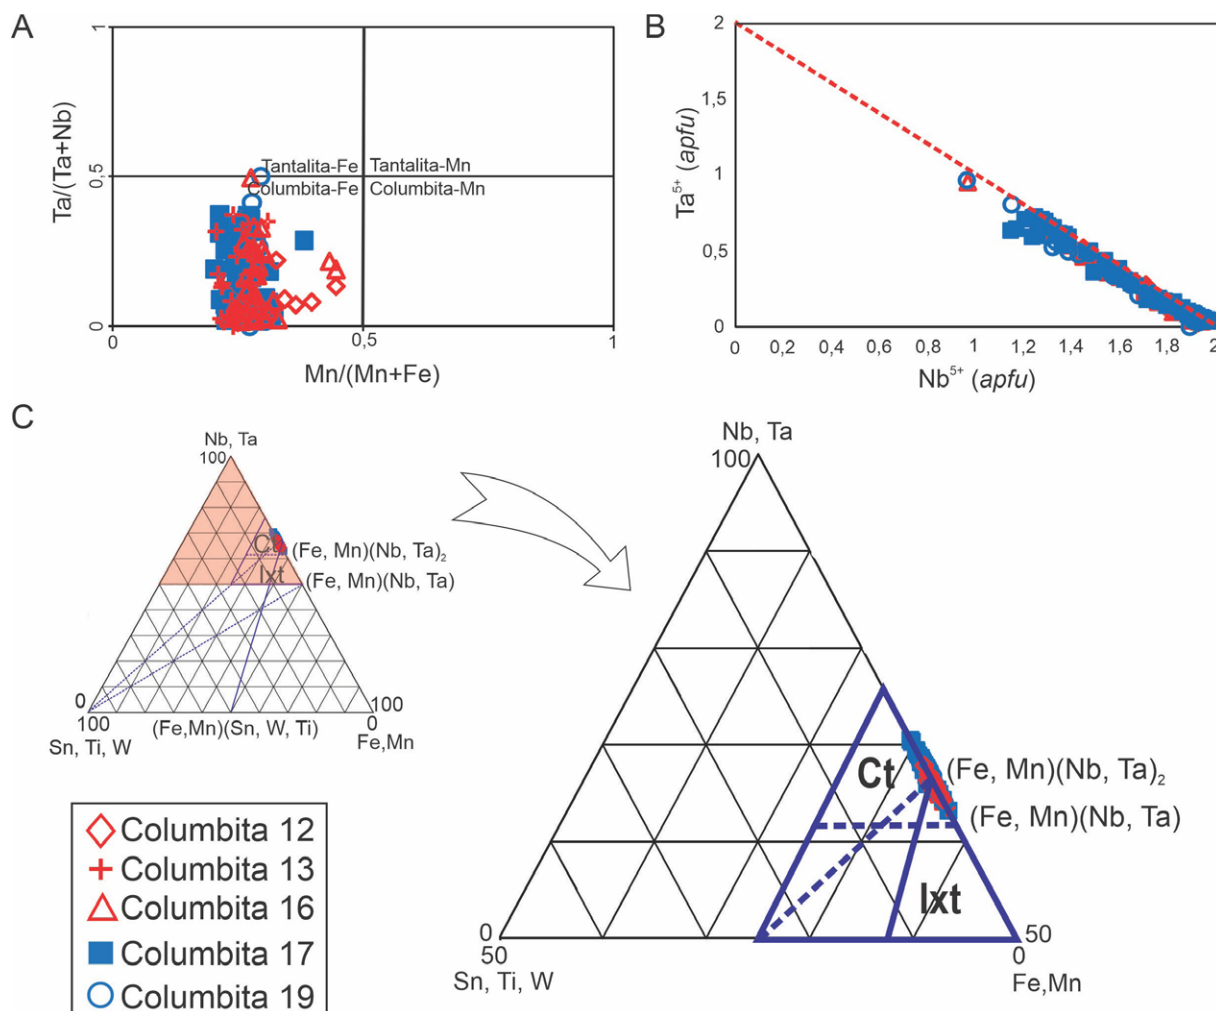 A
1
Ta/(Ta+Nb)
0,5
0
Tantalita-Fe
Tantalita-Mn
Columbita-Fe
Columbita-Mn
0
0,5
1
Mn/(Mn+Fe)
B
2
1,5
1
0,5
0
Ta5+ (apfu)
0
0,2
0,4
0,6
0,8
1
1,2
1,4
1,6
1,8
2
Nb5+ (apfu)
C
Nb, Ta
100
Ct
(Fe, Mn)(Nb, Ta)2
Ixt
(Fe, Mn)(Nb, Ta)
0
100
100
0
Sn, Ti, W
(Fe,Mn)(Sn, W, Ti)
Fe,Mn
Nb, Ta
100
Ct
(Fe, Mn)(Nb, Ta)2
(Fe, Mn)(Nb, Ta)
Ixt
0
50
50
0
Sn, Ti, W
Fe,Mn
Columbita 12
Columbita 13
Columbita 16
Columbita 17
Columbita 19